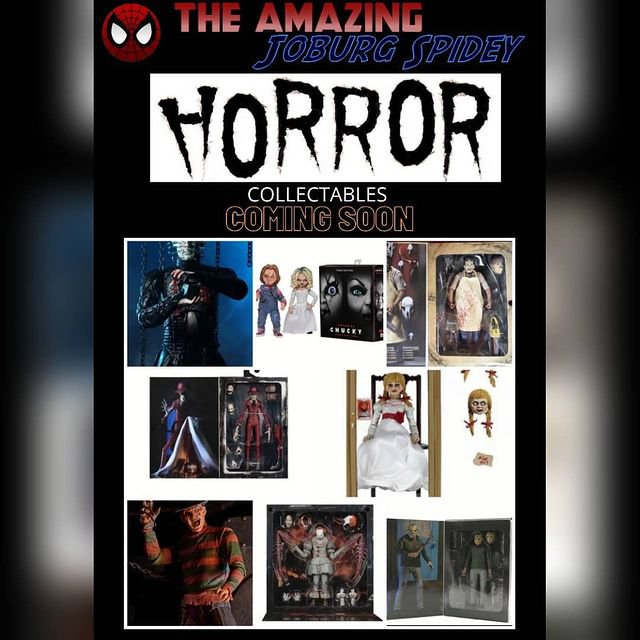 THE AMAZING
JOBURG SPIDEY
HORROR
COLLECTABLES
COMING SOON
CHUCKY